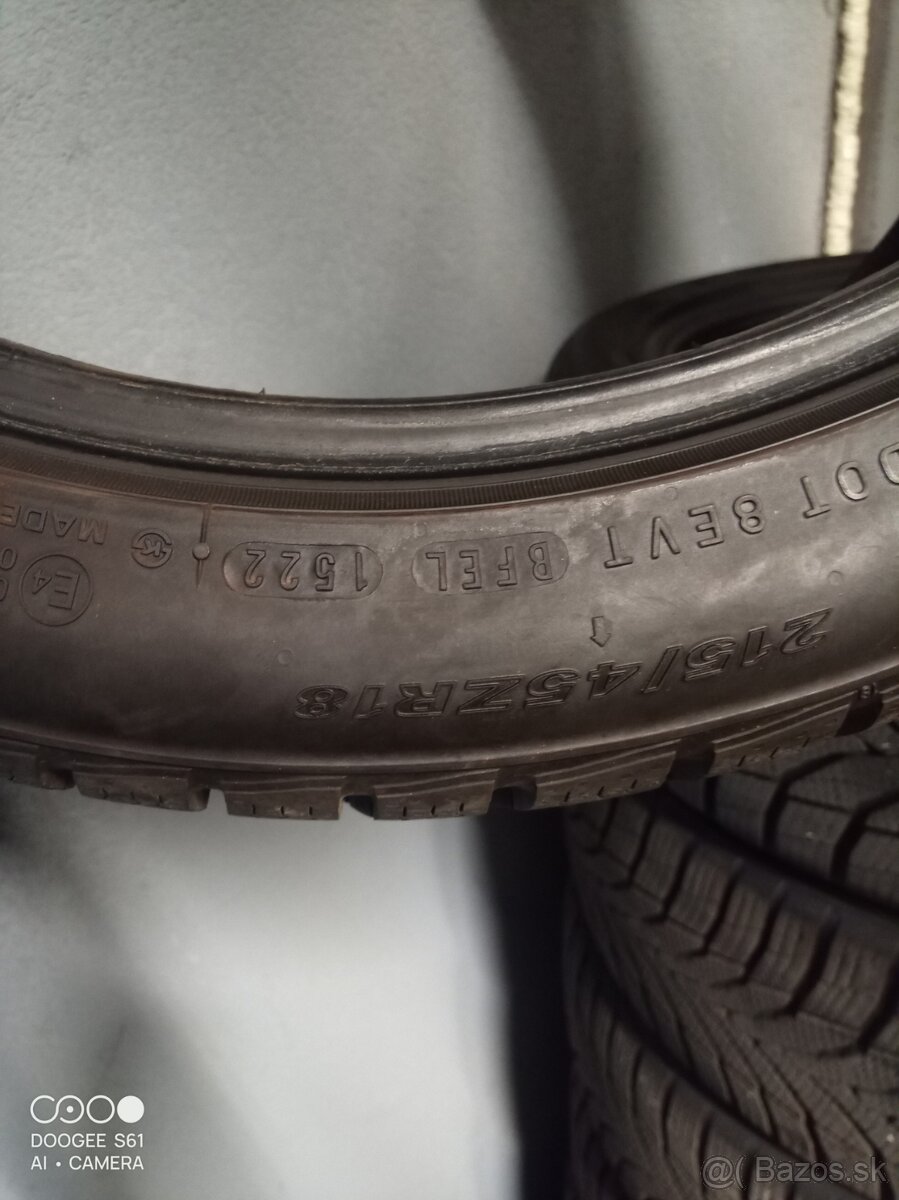 215/45ZR18
DOT 8EVT BFEL 1522 K MADE
E4
DOOGEE S61
AI • CAMERA
@( Bazos.sk